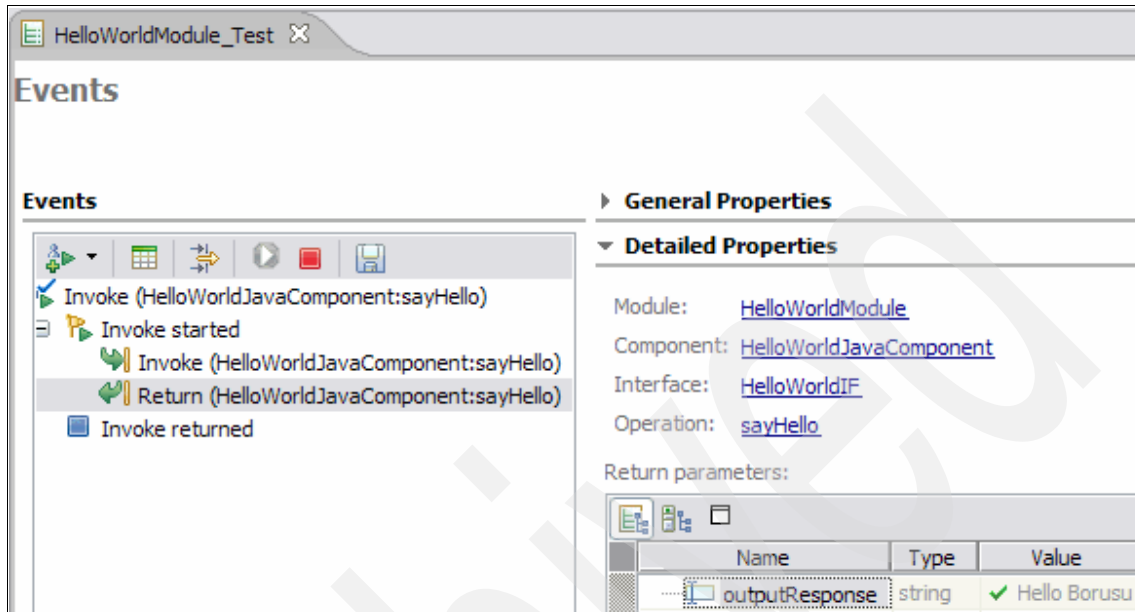 HelloWorldModule_Test
Events
Events
Invoke (HelloWorldJavaComponent:sayHello)
Invoke started
Invoke (HelloWorldJavaComponent:sayHello)
Return (HelloWorldJavaComponent:sayHello)
Invoke returned
General Properties
Detailed Properties
Module: HelloWorldModule
Component: HelloWorldJavaComponent
Interface: HelloWorldIF
Operation: sayHello
Return parameters:
Name Type Value
outputResponse string Hello Borusu